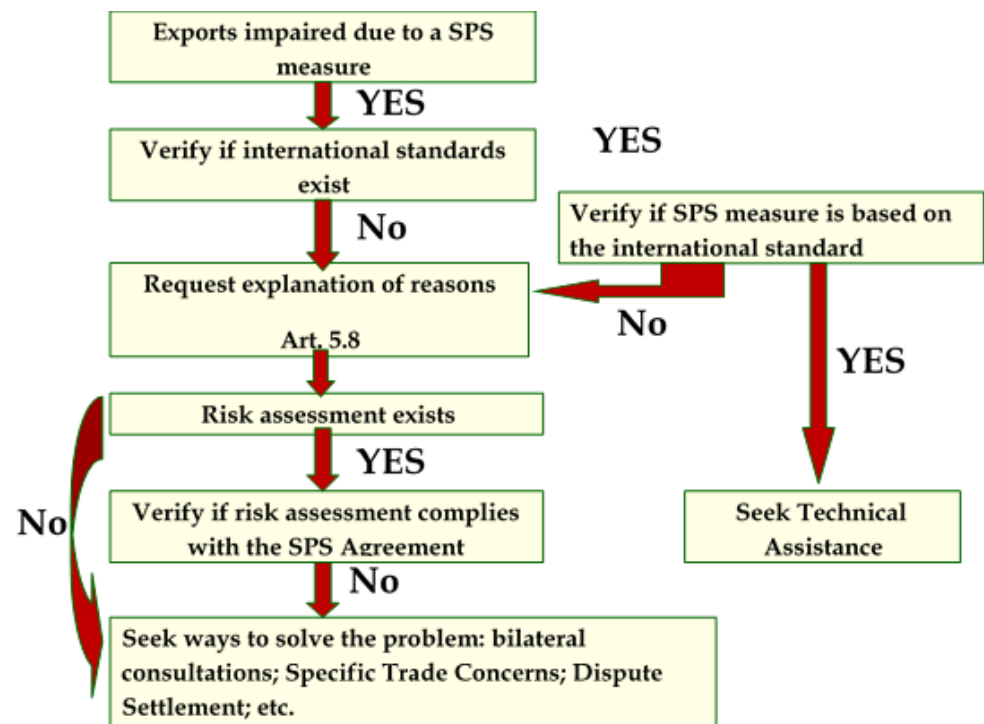 Exports impaired due to a SPS
measure
YES
Verify if international standards
exist
YES
No
Verify if SPS measure is based on
the international standard
Request explanation of reasons
Art. 5.8
No
YES
Risk assessment exists
YES
No
Verify if risk assessment complies
with the SPS Agreement
Seek Technical
Assistance
No
Seek ways to solve the problem: bilateral
consultations; Specific Trade Concerns; Dispute
Settlement; etc.